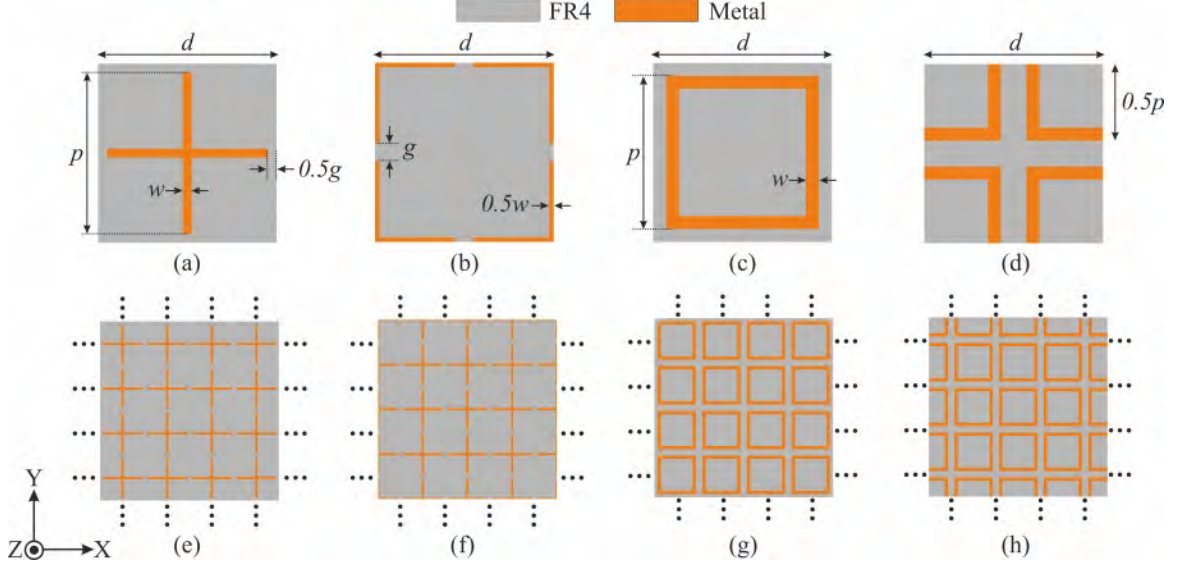 FR4 Metal
d d d d
p w 0.5g
g 0.5w
p w
0.5p
(a) (b) (c) (d)
Y
Z X
(e) (f) (g) (h)